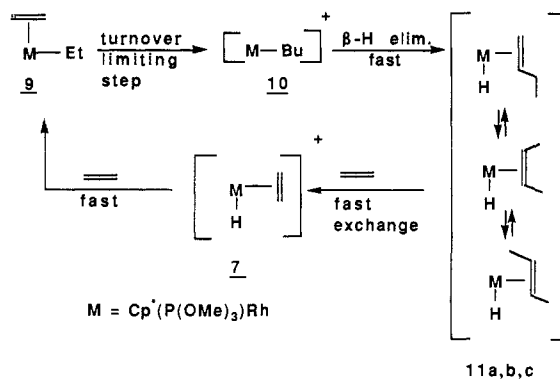 M Et
9
turnover
limiting
step
[ M — Bu ] +
10
β-H elim.
fast
M
H
M
H
M
H
11a,b,c
fast
exchange
M
H
+
7
fast
M = Cp*(P(OMe)3)Rh